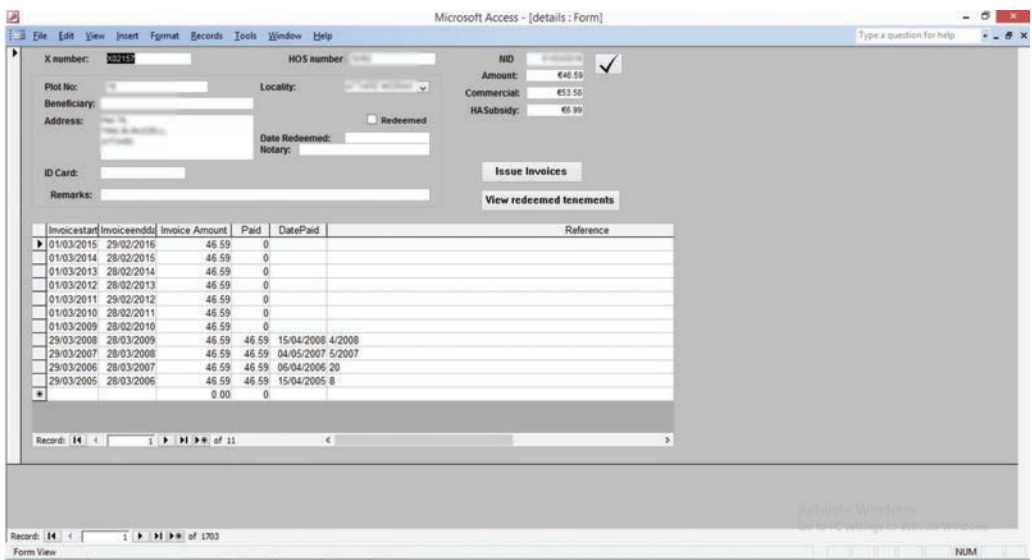 Microsoft Access - [details : Form]
File Edit View Insert Format Records Tools Window Help Type a question for help
X number: X02157 HOS number NID
Amount: €46.59
Plot No: Locality: Commercial: €53.58
Beneficiary: HASubsidy: €6.99
Address: Redeemed
Date Redeemed:
Notary:
ID Card: Issue Invoices
Remarks: View redeemed tenements
Invoicestart Invoiceendda Invoice Amount Paid DatePaid Reference
01/03/2015 29/02/2016 46.59 0
01/03/2014 28/02/2015 46.59 0
01/03/2013 28/02/2014 46.59 0
01/03/2012 28/02/2013 46.59 0
01/03/2011 29/02/2012 46.59 0
01/03/2010 28/02/2011 46.59 0
01/03/2009 28/02/2010 46.59 0
29/03/2008 28/03/2009 46.59 46.59 15/04/2008 4/2008
29/03/2007 28/03/2008 46.59 46.59 04/05/2007 5/2007
29/03/2006 28/03/2007 46.59 46.59 06/04/2006 20
29/03/2005 28/03/2006 46.59 46.59 15/04/2005 8
0.00 0
Record: 1 of 11
Activate Windows
Go to PC settings to activate Windows.
Record: 1 of 1703
Form View NUM